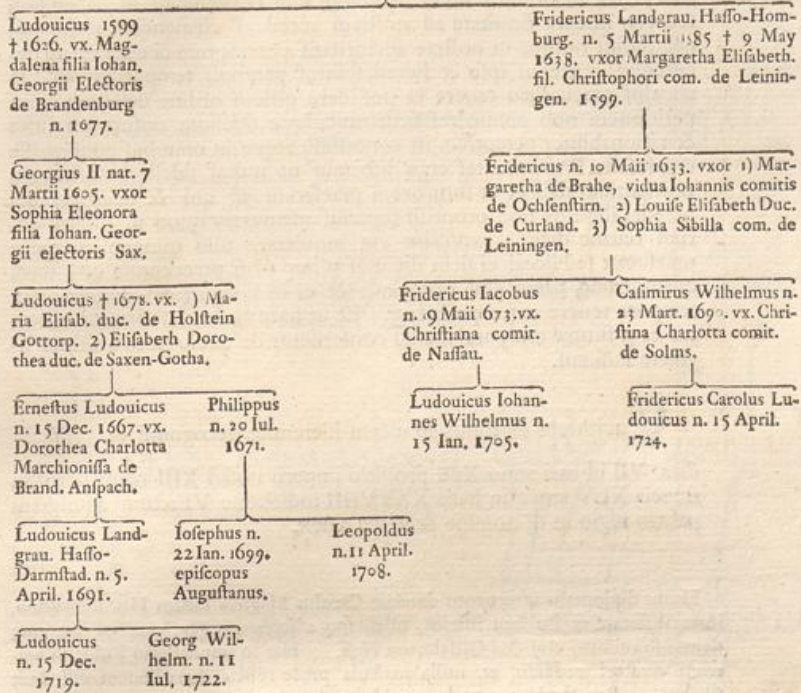 Ludouicus 1599
† 1626. vx. Mag-
dalena filia Iohan.
Georgii Electoris
de Brandenburg
n. 1677.
Fridericus Landgrau. Haſſo-Hom-
burg. n. 5 Martii 1585 † 9 May
1638. vxor Margaretha Eliſabeth.
fil. Chriſtophori com. de Leinin-
gen. 1599.
Georgius II nat. 7
Martii 1605. vxor
Sophia Eleonora
filia Iohan. Geor-
gii electoris Sax.
Fridericus n. 10 Maii 1633. vxor 1) Mar-
garetha de Brahe, vidua Iohannis comitis
de Ochſenſtirn. 2) Louiſe Eliſabeth Duc.
de Curland. 3) Sophia Sibilla com. de
Leiningen.
Ludouicus † 1678. vx. ) Ma-
ria Eliſab. duc. de Holſtein
Gottorp. 2) Eliſabeth Doro-
thea duc. de Saxen-Gotha.
Fridericus Iacobus
n. 19 Maii 1673. vx.
Chriſtiana comit.
de Naſſau.
Caſimirus Wilhelmus n.
23 Mart. 1690. vx. Chri-
ſtina Charlotta comit.
de Solms.
Erneſtus Ludouicus
n. 15 Dec. 1667. vx.
Dorothea Charlotta
Marchioniſſa de
Brand. Anſpach.
Philippus
n. 20 Iul.
1671.
Ludouicus Iohan-
nes Wilhelmus n.
15 Ian. 1705.
Fridericus Carolus Lu-
douicus n. 15 April.
1724.
Ludouicus Land-
grau. Haſſo-
Darmſtad. n. 5.
April. 1691.
Ioſephus n.
22 Ian. 1699.
epiſcopus
Auguſtanus.
Leopoldus
n. 11 April.
1708.
Ludouicus
n. 15 Dec.
1719.
Georg Wil-
helm. n. 11
Iul. 1722.